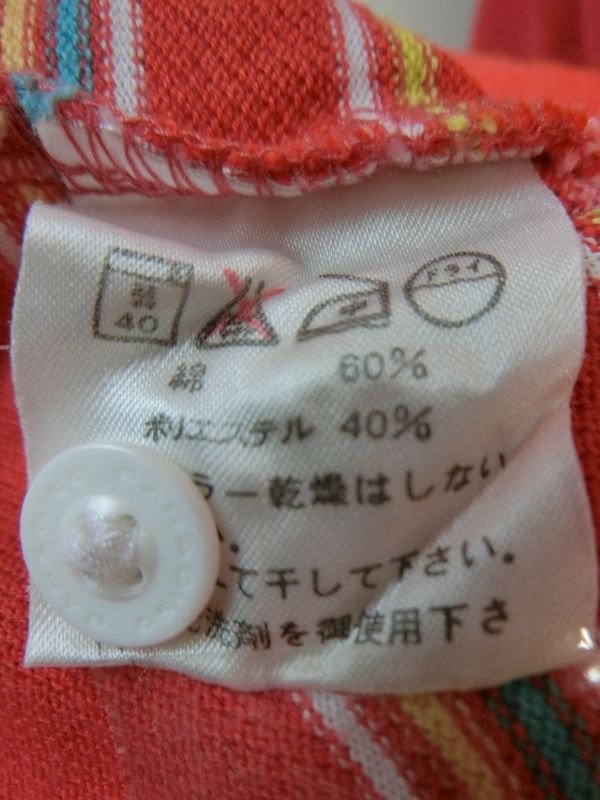 40
ドライ
綿 60%
ポリエステル 40%
ラー乾燥はしない
て干して下さい。
洗剤を御使用下さ